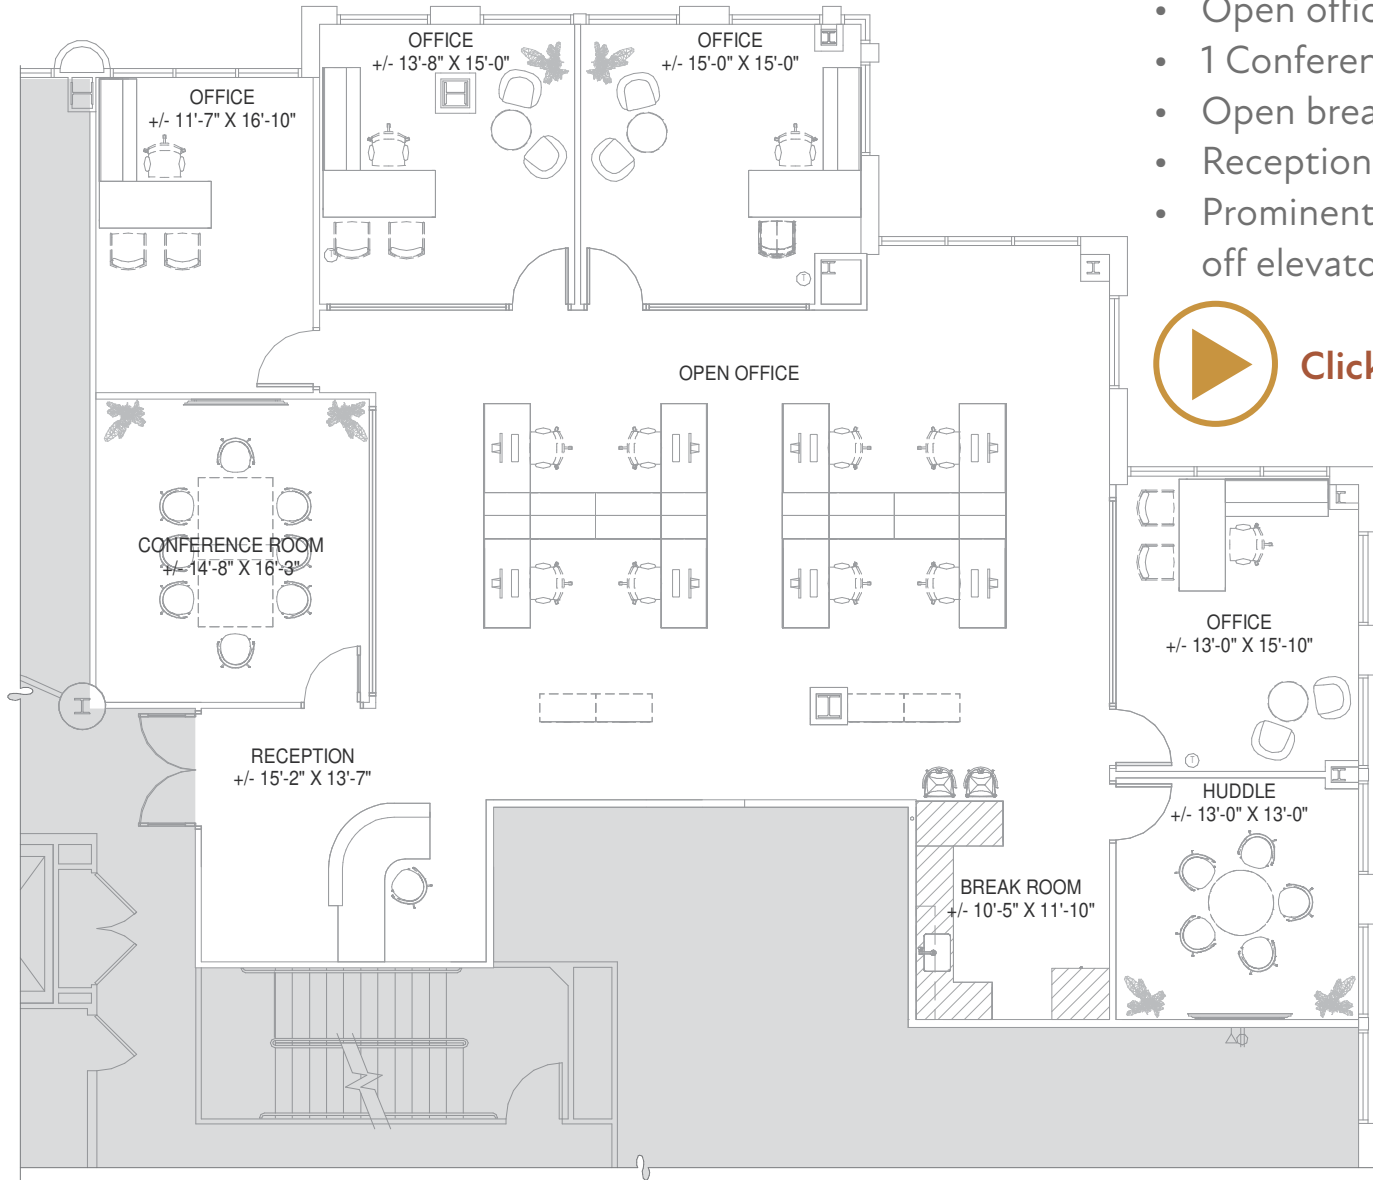 OFFICE
+/- 13'-8" X 15'-0"
OFFICE
+/- 15'-0" X 15'-0"
OFFICE
+/- 11'-7" X 16'-10"
• Open offic
• 1 Conferen
• Open brea
• Reception
• Prominent
off elevato
Click
OPEN OFFICE
CONFERENCE ROOM
+/- 14'-8" X 16'-3"
OFFICE
+/- 13'-0" X 15'-10"
RECEPTION
+/- 15'-2" X 13'-7"
HUDDLE
+/- 13'-0" X 13'-0"
BREAK ROOM
+/- 10'-5" X 11'-10"
T
T
T